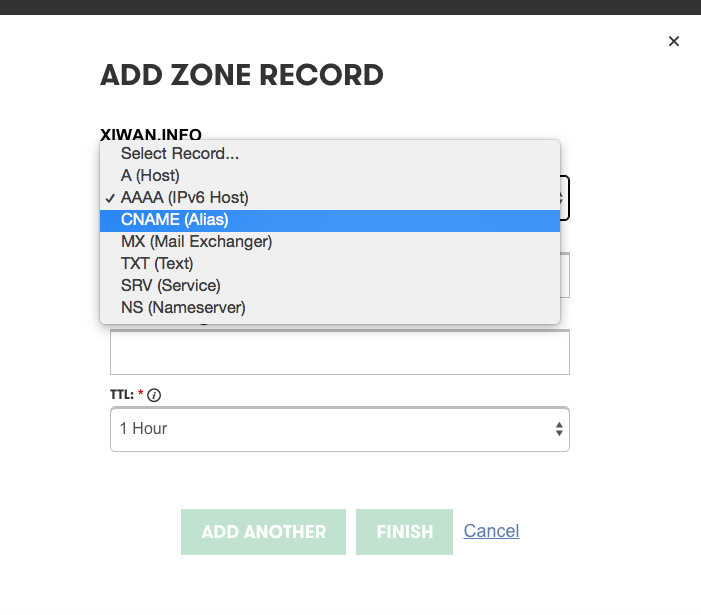 ×
ADD ZONE RECORD
XIWAN.INFO
Select Record...
A (Host)
✓ AAAA (IPv6 Host)
CNAME (Alias)
MX (Mail Exchanger)
TXT (Text)
SRV (Service)
NS (Nameserver)
TTL: *
1 Hour
ADD ANOTHER FINISH Cancel